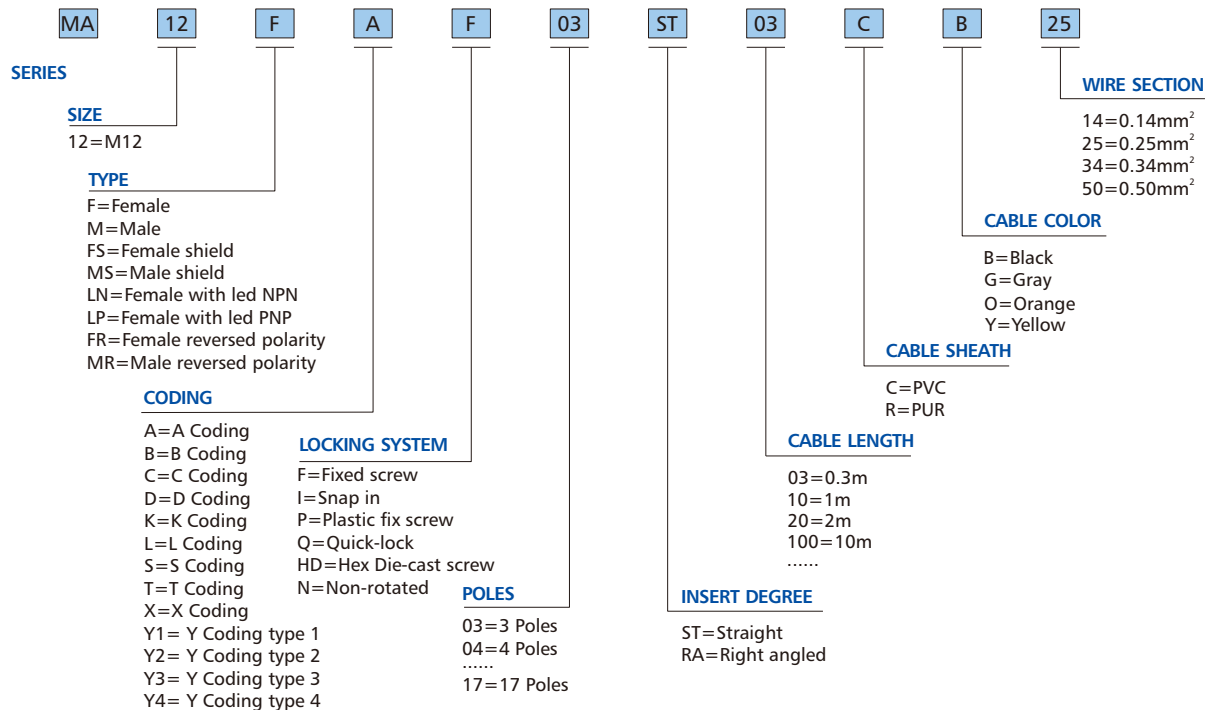 MA 12 F A F 03 ST 03 C B 25
SERIES
SIZE
12=M12
TYPE
F=Female
M=Male
FS=Female shield
MS=Male shield
LN=Female with led NPN
LP=Female with led PNP
FR=Female reversed polarity
MR=Male reversed polarity
CODING
A=A Coding
B=B Coding
C=C Coding
D=D Coding
K=K Coding
L=L Coding
S=S Coding
T=T Coding
X=X Coding
Y1= Y Coding type 1
Y2= Y Coding type 2
Y3= Y Coding type 3
Y4= Y Coding type 4
LOCKING SYSTEM
F=Fixed screw
I=Snap in
P=Plastic fix screw
Q=Quick-lock
HD=Hex Die-cast screw
N=Non-rotated
POLES
03=3 Poles
04=4 Poles
......
17=17 Poles
INSERT DEGREE
ST=Straight
RA=Right angled
CABLE LENGTH
03=0.3m
10=1m
20=2m
100=10m
......
CABLE SHEATH
C=PVC
R=PUR
CABLE COLOR
B=Black
G=Gray
O=Orange
Y=Yellow
WIRE SECTION
14=0.14mm²
25=0.25mm²
34=0.34mm²
50=0.50mm²